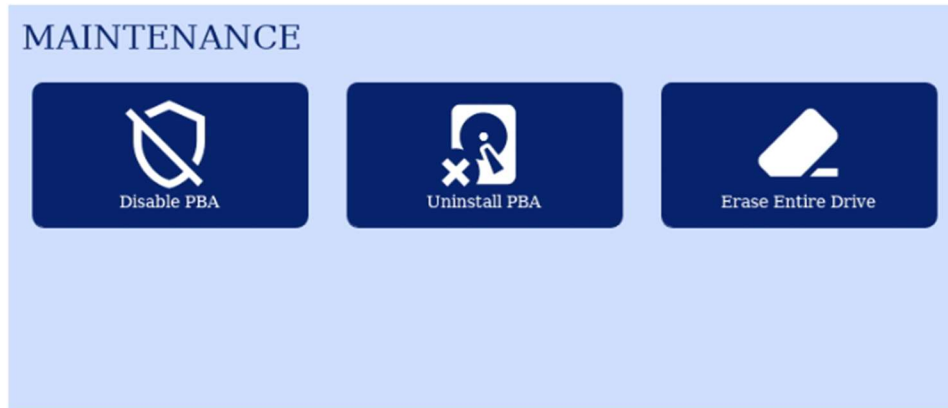 MAINTENANCE
Disable PBA
Uninstall PBA
Erase Entire Drive